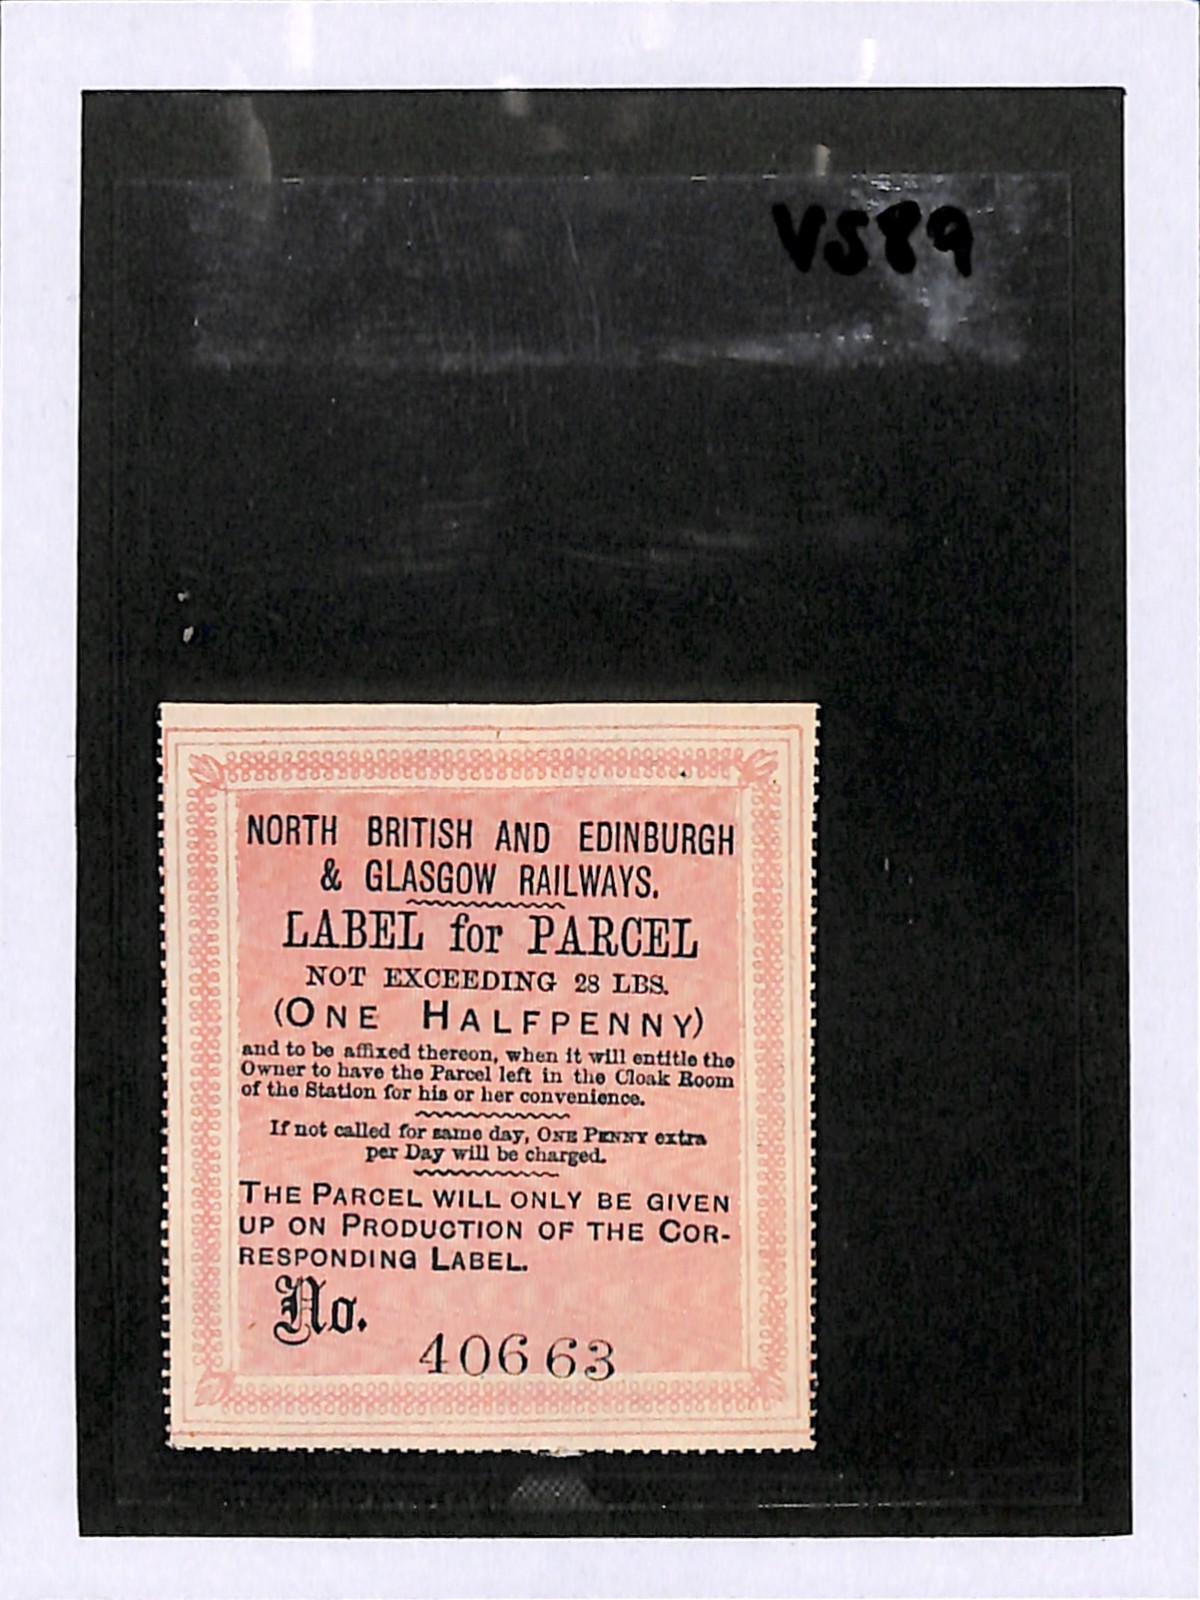 VS89
NORTH BRITISH AND EDINBURGH
& GLASGOW RAILWAYS.
LABEL for PARCEL
NOT EXCEEDING 28 LBS.
(ONE HALFPENNY)
and to be affixed thereon, when it will entitle the
Owner to have the Parcel left in the Cloak Room
of the Station for his or her convenience.
If not called for same day, ONE PENNY extra
per Day will be charged.
THE PARCEL WILL ONLY BE GIVEN
UP ON PRODUCTION OF THE COR-
RESPONDING LABEL.
No.
40663